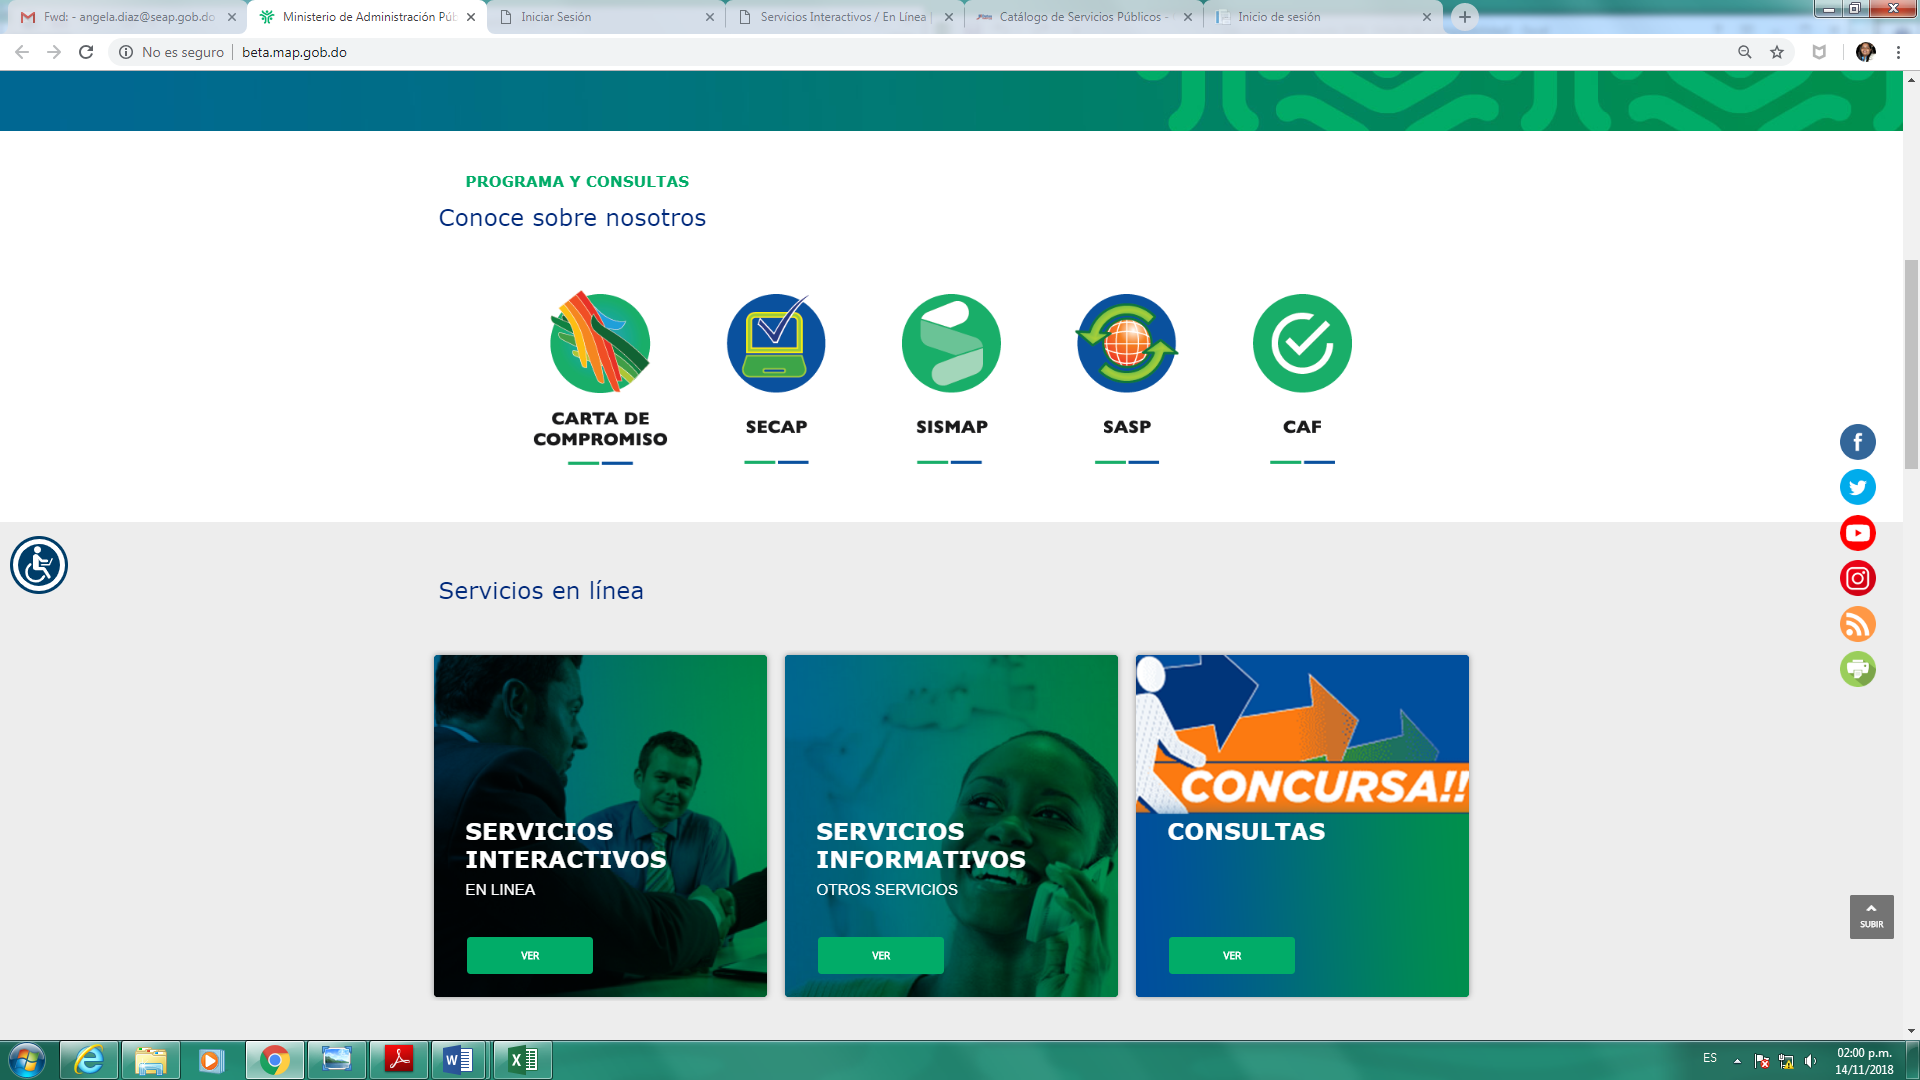 Fwd: - angela.diaz@seap.gob.do
Ministerio de Administración Púb
Iniciar Sesión
Servicios Interactivos / En Línea
Catálogo de Servicios Públicos -
Inicio de sesión
No es seguro
beta.map.gob.do
PROGRAMA Y CONSULTAS
Conoce sobre nosotros
CARTA DE
COMPROMISO
SECAP
SISMAP
SASP
CAF
Servicios en línea
CONCURSA!!
SERVICIOS
INTERACTIVOS
EN LINEA
VER
SERVICIOS
INFORMATIVOS
OTROS SERVICIOS
VER
CONSULTAS
VER
SUBIR
ES
02:00 p.m.
14/11/2018